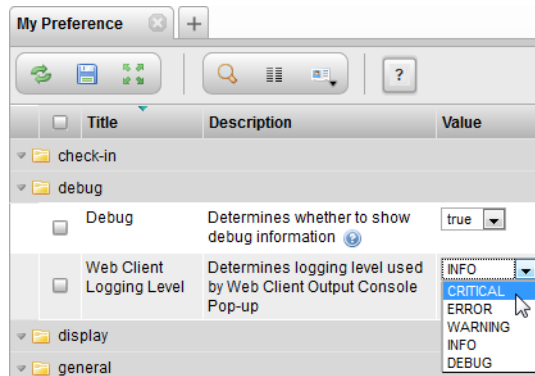 My Preference
+
?
Title Description Value
check-in
debug
Debug Determines whether to show true
debug information ?
Web Client Determines logging level used INFO
Logging Level by Web Client Output Console CRITICAL
Pop-up ERROR
WARNING
INFO
display
DEBUG
general